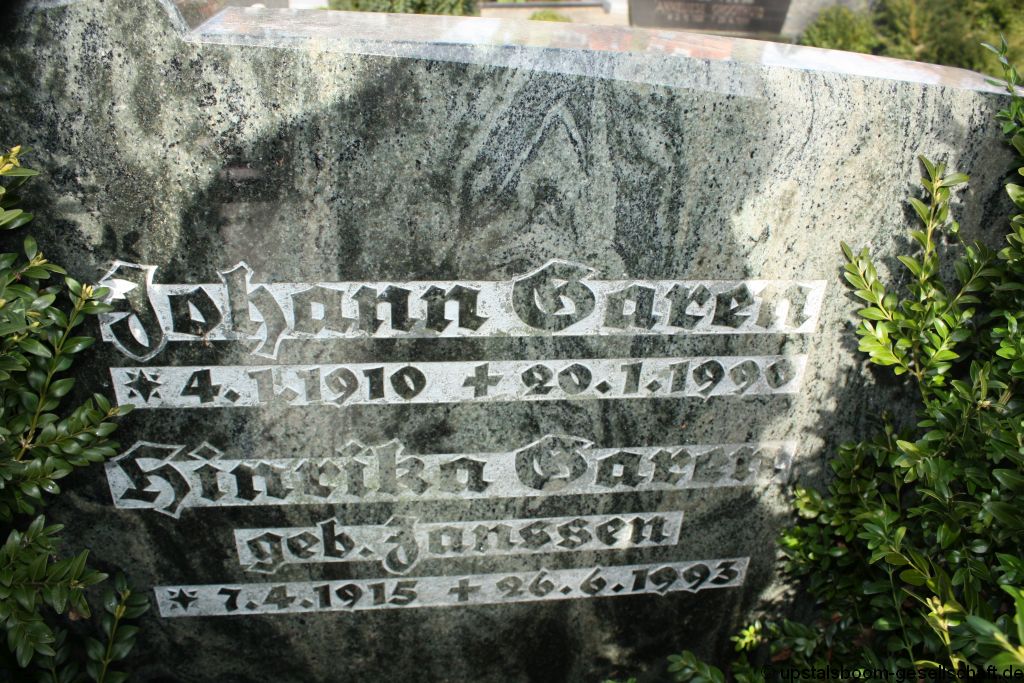 Johann Garen
* 4.1.1910 + 20.1.1990
Hinrika Garen
geb. Janssen
* 7.4.1915 + 26.6.1993
© upstalsboom-gesellschaft.de